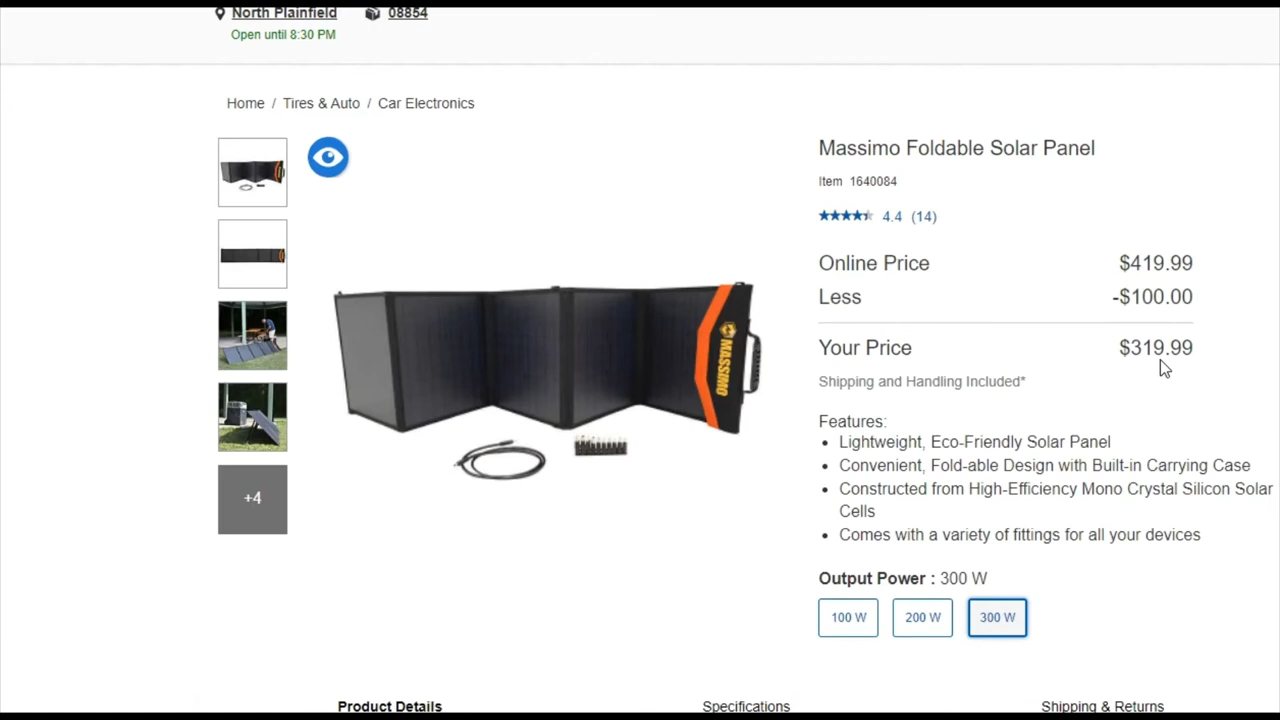 North Plainfield 08854
Open until 8:30 PM
Home / Tires & Auto / Car Electronics
Massimo Foldable Solar Panel
Item 1640084
4.4 (14)
Online Price $419.99
Less -$100.00
Your Price $319.99
Shipping and Handling Included*
Features:
Lightweight, Eco-Friendly Solar Panel
Convenient, Fold-able Design with Built-in Carrying Case
Constructed from High-Efficiency Mono Crystal Silicon Solar
Cells
Comes with a variety of fittings for all your devices
Output Power : 300 W
100 W 200 W 300 W
MASSIMO
+4
Product Details Specifications Shipping & Returns